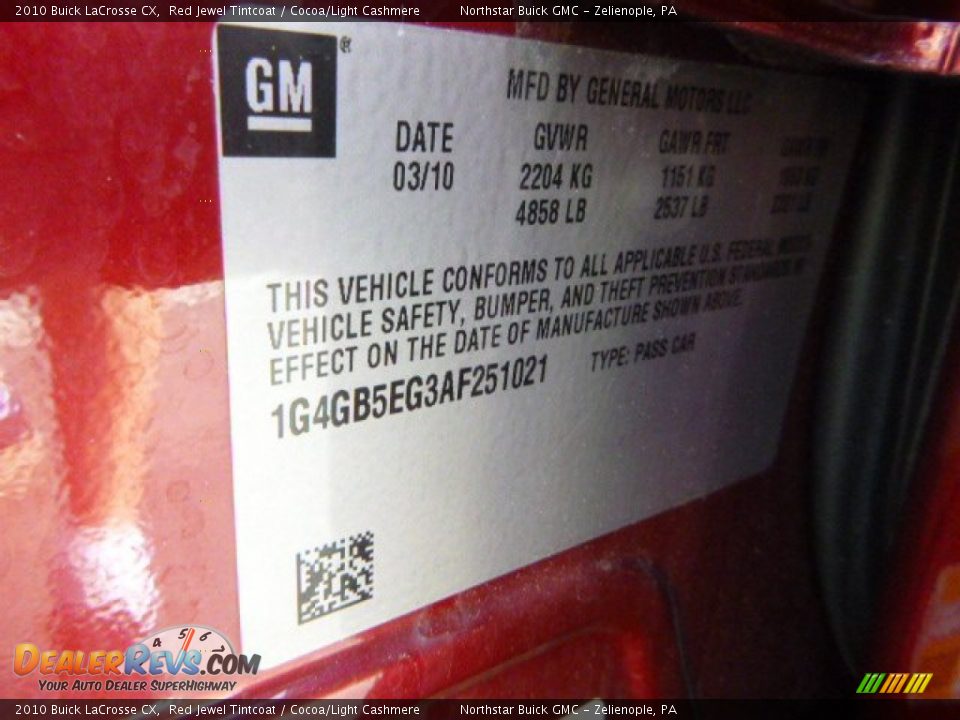 2010 Buick LaCrosse CX, Red Jewel Tintcoat / Cocoa/Light Cashmere Northstar Buick GMC - Zelienople, PA
GM ®
MFD BY GENERAL MOTORS LLC
DATE GVWR GAWR FRT
03/10 2204 KG 1151 KG
4858 LB 2537 LB
THIS VEHICLE CONFORMS TO ALL APPLICABLE U.S. FEDERAL MOTOR
VEHICLE SAFETY, BUMPER, AND THEFT PREVENTION STANDARDS IN
EFFECT ON THE DATE OF MANUFACTURE SHOWN ABOVE.
1G4GB5EG3AF251021 TYPE: PASS CAR
4 5 6
DealerRevs.com
Your Auto Dealer SuperHighway
2010 Buick LaCrosse CX, Red Jewel Tintcoat / Cocoa/Light Cashmere Northstar Buick GMC - Zelienople, PA